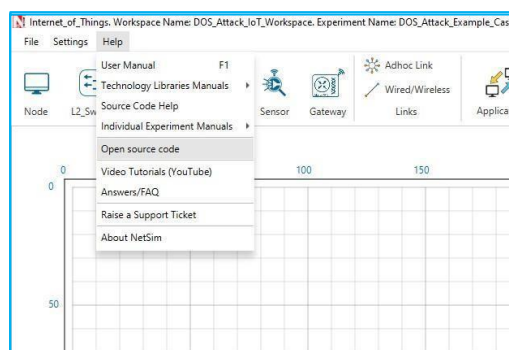 Internet_of_Things. Workspace Name: DOS_Attack_IoT_Workspace. Experiment Name: DOS_Attack_Example_Cas
File Settings Help
User Manual F1
Technology Libraries Manuals
Source Code Help
Individual Experiment Manuals
Open source code
Video Tutorials (YouTube)
Answers/FAQ
Raise a Support Ticket
About NetSim
Node L2_Sw Sensor Gateway
Adhoc Link
Wired/Wireless
Links
Applica
0 100 150
0
50